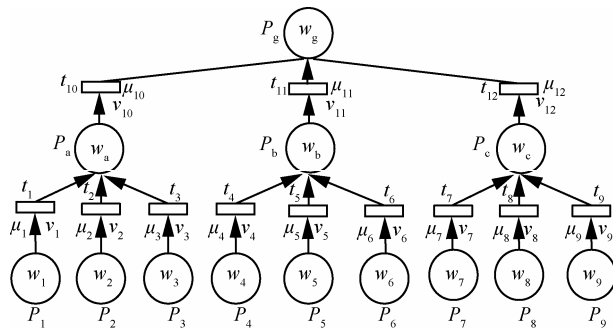 P_g w_g
t_10 μ_10 t_11 μ_11 t_12 μ_12
v_10 v_11 v_12
P_a w_a P_b w_b P_c w_c
t_1 t_2 t_3 t_4 t_5 t_6 t_7 t_8 t_9
μ_1 v_1 μ_2 v_2 μ_3 v_3 μ_4 v_4 μ_5 v_5 μ_6 v_6 μ_7 v_7 μ_8 v_8 μ_9 v_9
w_1 w_2 w_3 w_4 w_5 w_6 w_7 w_8 w_9
P_1 P_2 P_3 P_4 P_5 P_6 P_7 P_8 P_9